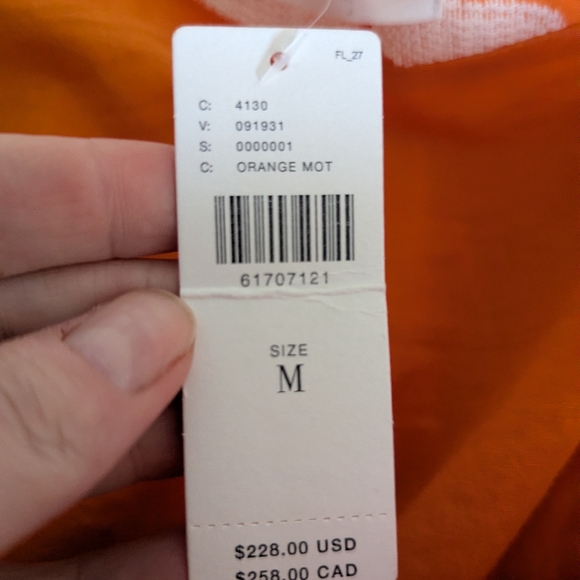 FL_27
C: 4130
V: 091931
S: 0000001
C: ORANGE MOT
61707121
SIZE
M
$228.00 USD
$258.00 CAD